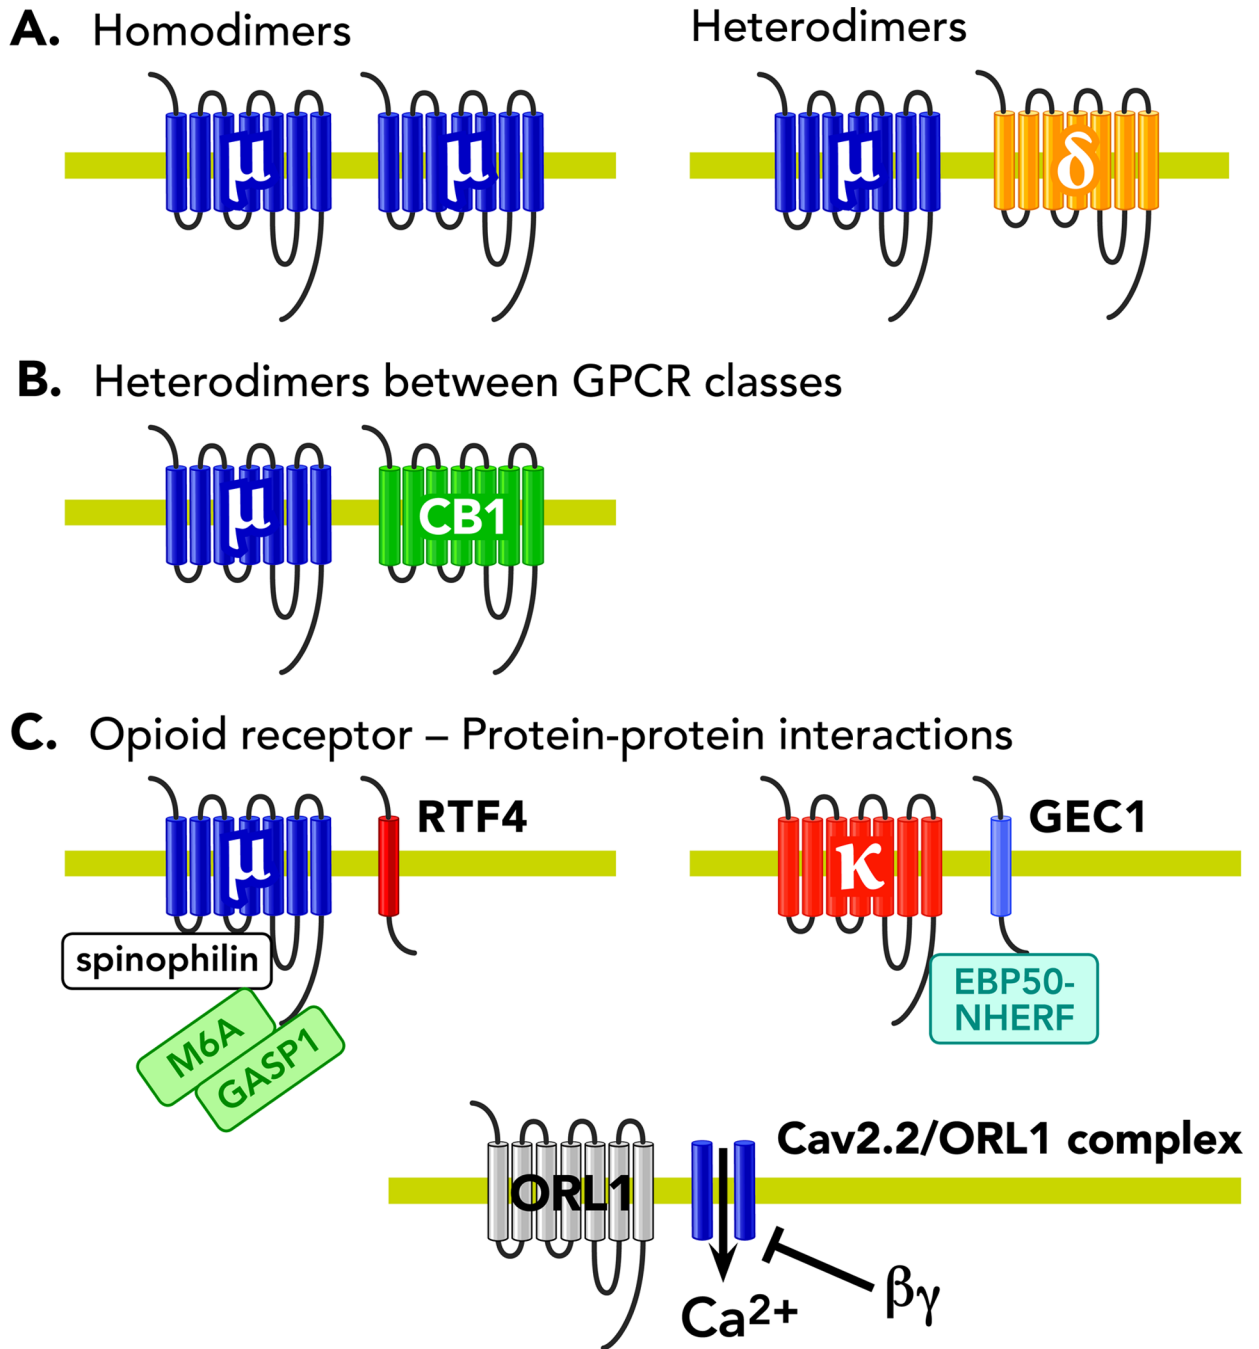 A. Homodimers
Heterodimers
μ
μ
μ
δ
B. Heterodimers between GPCR classes
μ
CB1
C. Opioid receptor – Protein-protein interactions
μ
RTF4
κ
GEC1
spinophilin
M6A
GASP1
EBP50-
NHERF
ORL1
Cav2.2/ORL1 complex
Ca²⁺
βγ